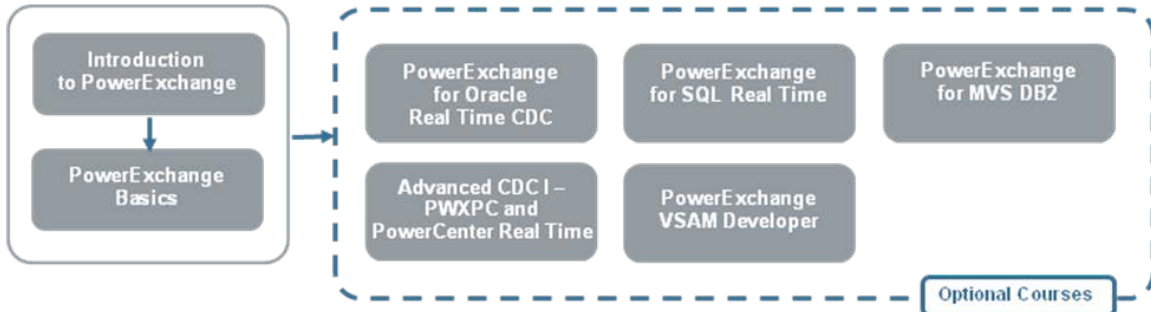 Introduction
to PowerExchange
PowerExchange
Basics
PowerExchange
for Oracle
Real Time CDC
PowerExchange
for SQL Real Time
PowerExchange
for MVS DB2
Advanced CDC I –
PWXPC and
PowerCenter Real Time
PowerExchange
VSAM Developer
Optional Courses